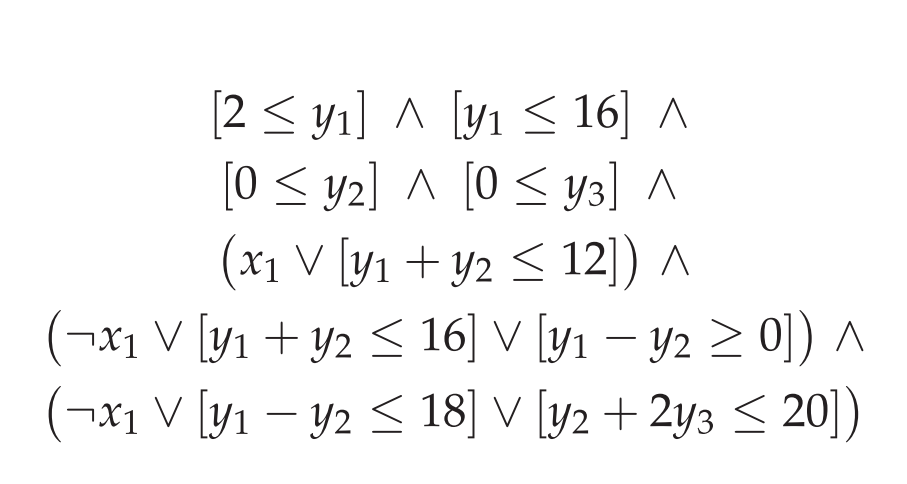 [2 ≤ y₁] ∧ [y₁ ≤ 16] ∧
[0 ≤ y₂] ∧ [0 ≤ y₃] ∧
(x₁ ∨ [y₁ + y₂ ≤ 12]) ∧
(¬x₁ ∨ [y₁ + y₂ ≤ 16] ∨ [y₁ − y₂ ≥ 0]) ∧
(¬x₁ ∨ [y₁ − y₂ ≤ 18] ∨ [y₂ + 2y₃ ≤ 20])